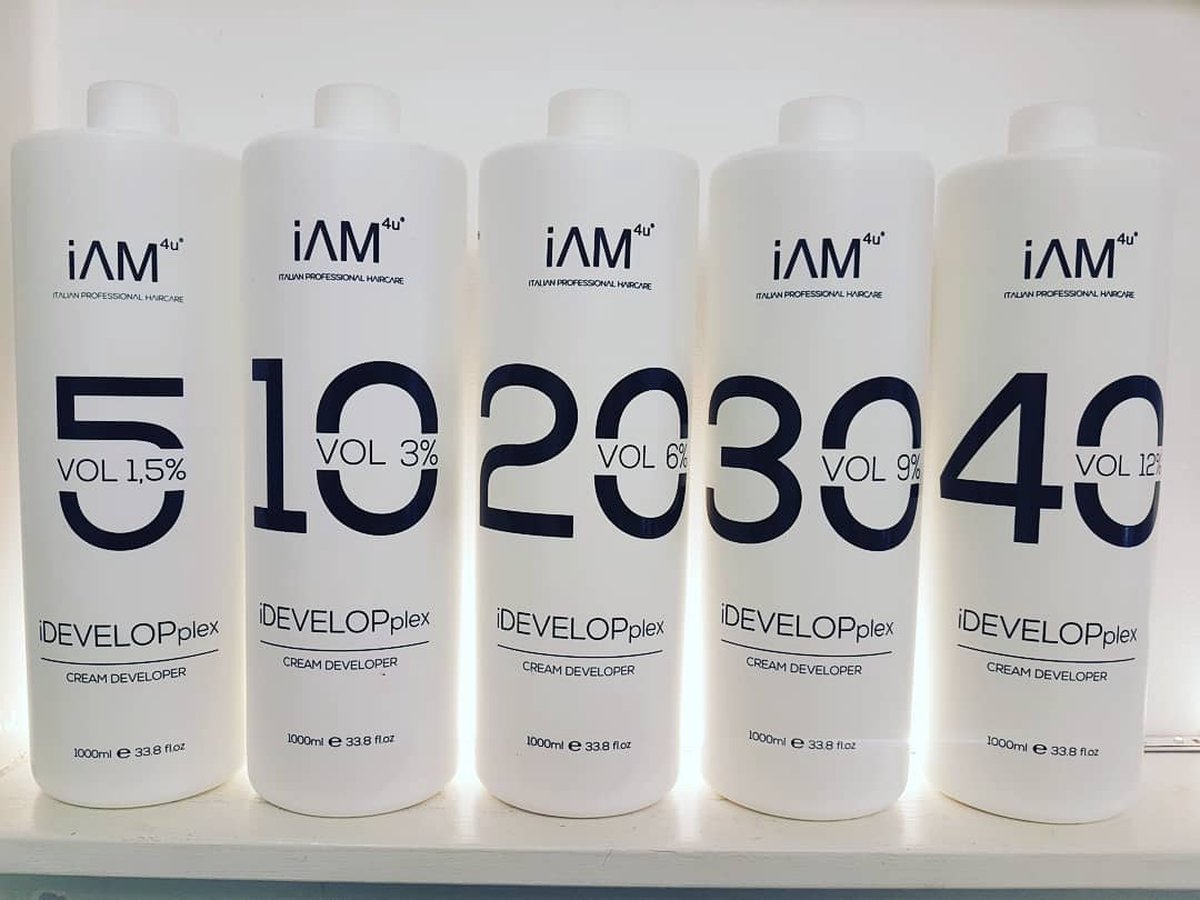 iAM4u®
ITALIAN PROFESSIONAL HAIRCARE
5
VOL 1,5%
iDEVELOPplex
CREAM DEVELOPER
1000ml ℮ 33.8 fl.oz
iAM4u®
ITALIAN PROFESSIONAL HAIRCARE
10
VOL 3%
iDEVELOPplex
CREAM DEVELOPER
1000ml ℮ 33.8 fl.oz
iAM4u®
ITALIAN PROFESSIONAL HAIRCARE
20
VOL 6%
iDEVELOPplex
CREAM DEVELOPER
1000ml ℮ 33.8 fl.oz
iAM4u®
ITALIAN PROFESSIONAL HAIRCARE
30
VOL 9%
iDEVELOPplex
CREAM DEVELOPER
1000ml ℮ 33.8 fl.oz
iAM4u®
ITALIAN PROFESSIONAL HAIRCARE
40
VOL 12%
iDEVELOPplex
CREAM DEVELOPER
1000ml ℮ 33.8 fl.oz